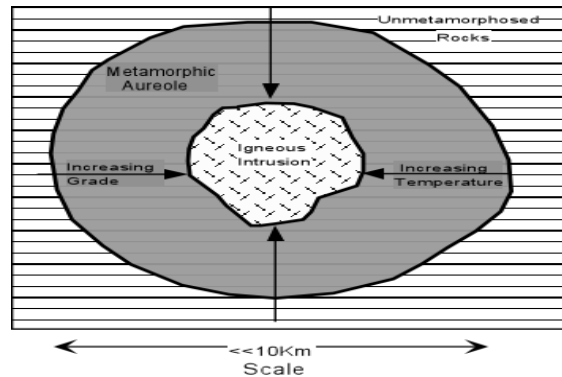 Unmetamorphosed
Rocks
Metamorphic
Aureole
Igneous
Intrusion
Increasing
Grade
Increasing
Temperature
<<10Km
Scale